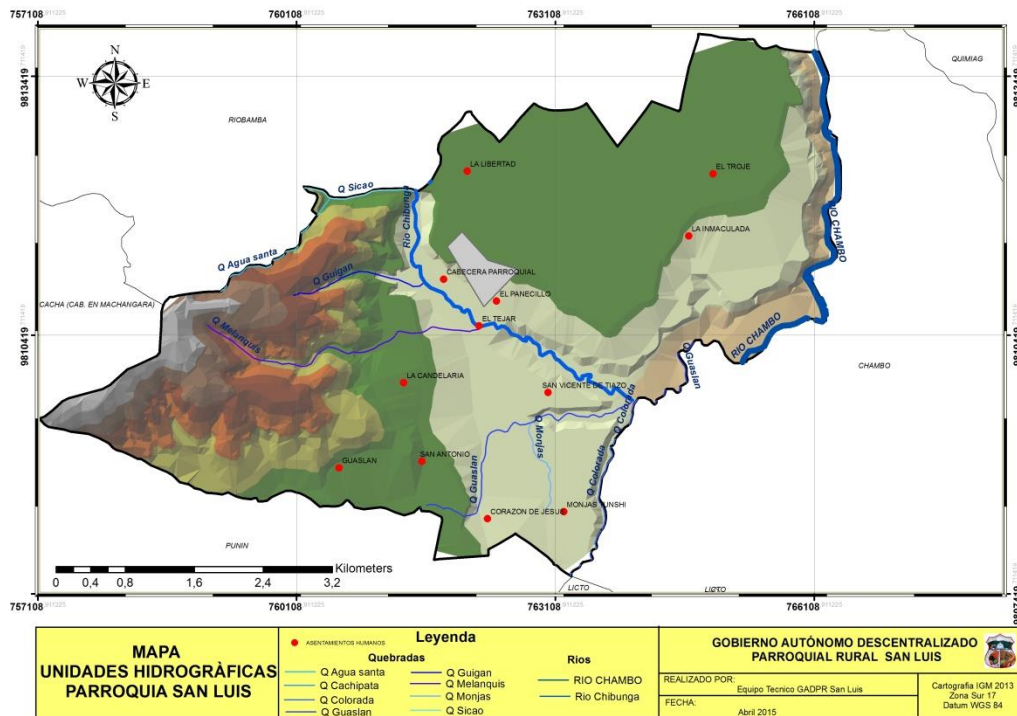 757108
760108
763108
766108
9813419
9813419
N
W
E
S
QUIMIAG
RIOBAMBA
LA LIBERTAD
EL TROJE
Q Sicao
Rio Chibunga
RIO CHAMBO
LA INMACULADA
Q Agua santa
Q Guigan
CABECERA PARROQUIAL
EL PANECILLO
CACHA (CAB. EN MACHANGARA)
EL TEJAR
Q Melanquis
RIO CHAMBO
9810419
9810419
Q Guaslan
CHAMBO
LA CANDELARIA
SAN VICENTE DE TIAZO
Q Colorada
Q Monjas
SAN ANTONIO
GUASLAN
Q Guaslan
Q Colorada
CORAZON DE JESUS
MONJAS TUNSHI
PUNIN
Kilometers
0 0,4 0,8 1,6 2,4 3,2
LICTO
LICTO
9807419
9807419
757108
760108
763108
766108
MAPA
UNIDADES HIDROGRÀFICAS
PARROQUIA SAN LUIS
Leyenda
ASENTAMIENTOS HUMANOS
Quebradas
Q Agua santa
Q Cachipata
Q Colorada
Q Guaslan
Q Guigan
Q Melanquis
Q Monjas
Q Sicao
Rios
RIO CHAMBO
Rio Chibunga
GOBIERNO AUTÓNOMO DESCENTRALIZADO
PARROQUIAL RURAL SAN LUIS
REALIZADO POR:
Equipo Tecnico GADPR San Luis
FECHA:
Abril 2015
Cartografia IGM 2013
Zona Sur 17
Datum WGS 84